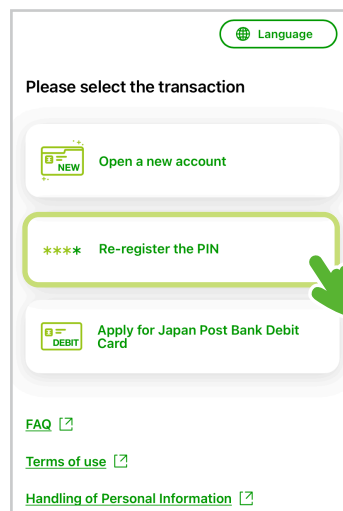 Language
Please select the transaction
NEW
Open a new account
****
Re-register the PIN
DEBIT
Apply for Japan Post Bank Debit
Card
FAQ
Terms of use
Handling of Personal Information